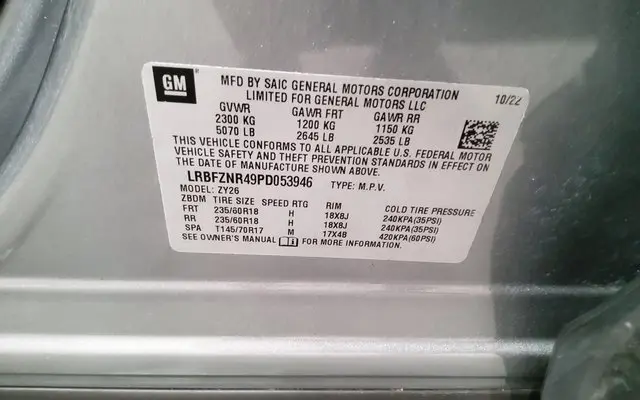 GM ®
MFD BY SAIC GENERAL MOTORS CORPORATION
LIMITED FOR GENERAL MOTORS LLC
10/22
GVWR GAWR FRT GAWR RR
2300 KG 1200 KG 1150 KG
5070 LB 2645 LB 2535 LB
THIS VEHICLE CONFORMS TO ALL APPLICABLE U.S. FEDERAL MOTOR
VEHICLE SAFETY AND THEFT PREVENTION STANDARDS IN EFFECT ON
THE DATE OF MANUFACTURE SHOWN ABOVE.
LRBFZNR49PD053946 TYPE: M.P.V.
MODEL: ZY26
ZBDM TIRE SIZE SPEED RTG RIM COLD TIRE PRESSURE
FRT 235/60R18 H 18X8J 240KPA(35PSI)
RR 235/60R18 H 18X8J 240KPA(35PSI)
SPA T145/70R17 M 17X4B 420KPA(60PSI)
SEE OWNER'S MANUAL FOR MORE INFORMATION.